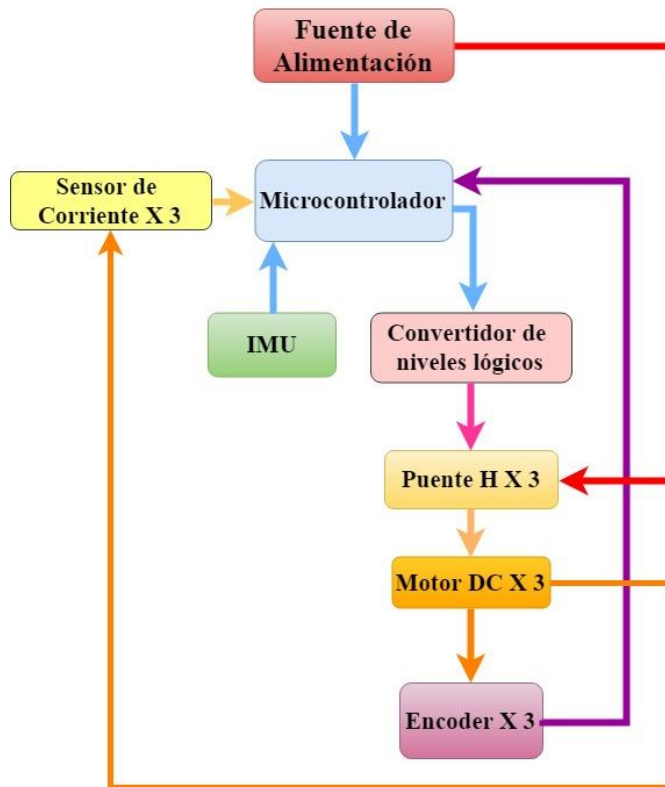 Fuente de
Alimentación
Sensor de
Corriente X 3
Microcontrolador
IMU
Convertidor de
niveles lógicos
Puente H X 3
Motor DC X 3
Encoder X 3